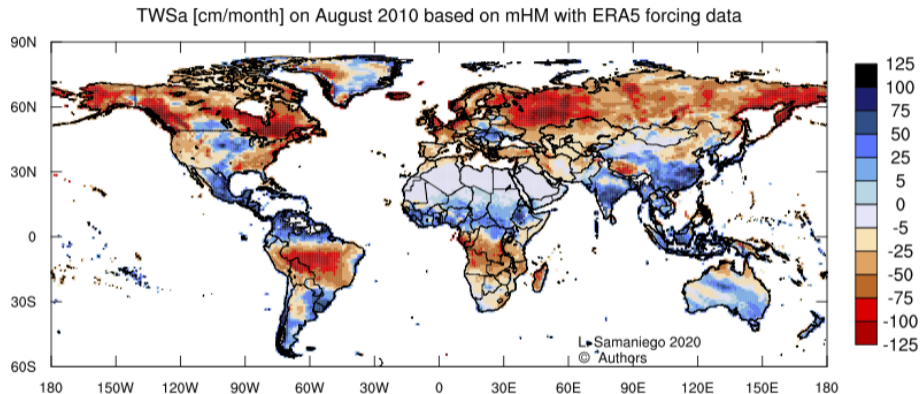 TWSa [cm/month] on August 2010 based on mHM with ERA5 forcing data
90N
60N
30N
0
30S
60S
180 150W 120W 90W 60W 30W 0 30E 60E 90E 120E 150E 180
L. Samaniego 2020
© Authors
125
100
75
50
25
5
0
-5
-25
-50
-75
-100
-125